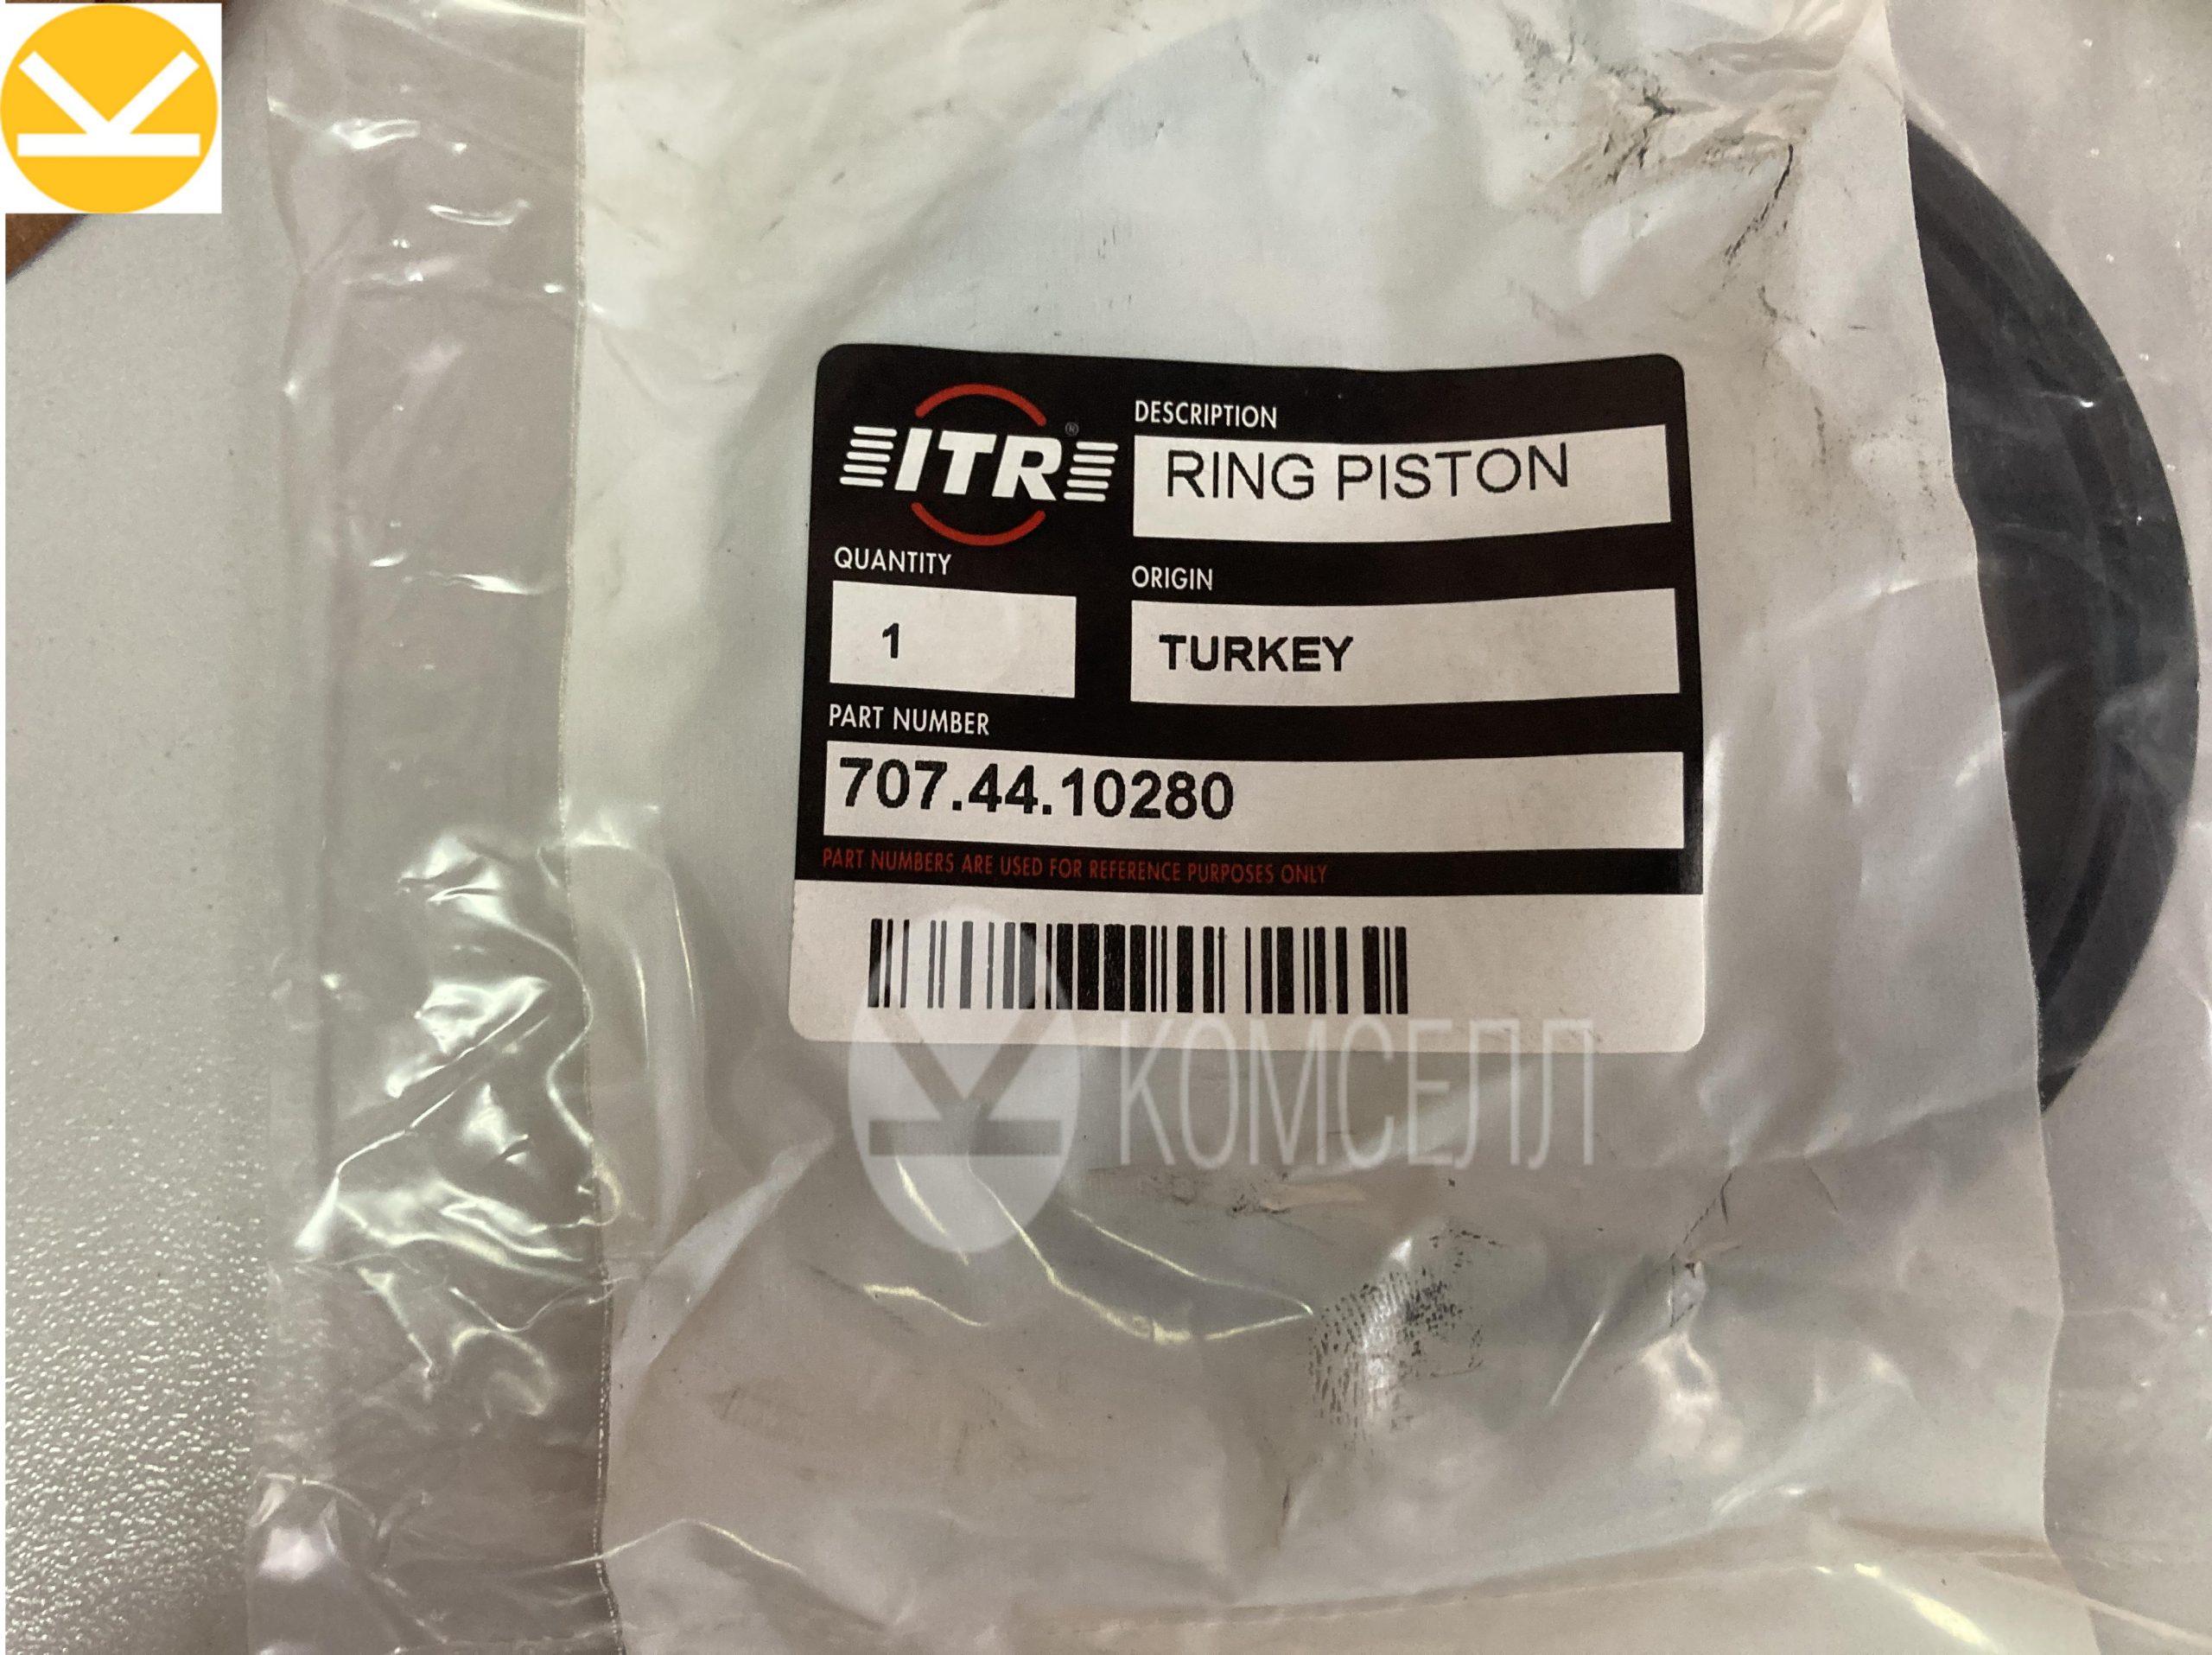 ITR®
DESCRIPTION
RING PISTON
QUANTITY
1
ORIGIN
TURKEY
PART NUMBER
707.44.10280
PART NUMBERS ARE USED FOR REFERENCE PURPOSES ONLY
КОМСЕЛЛ